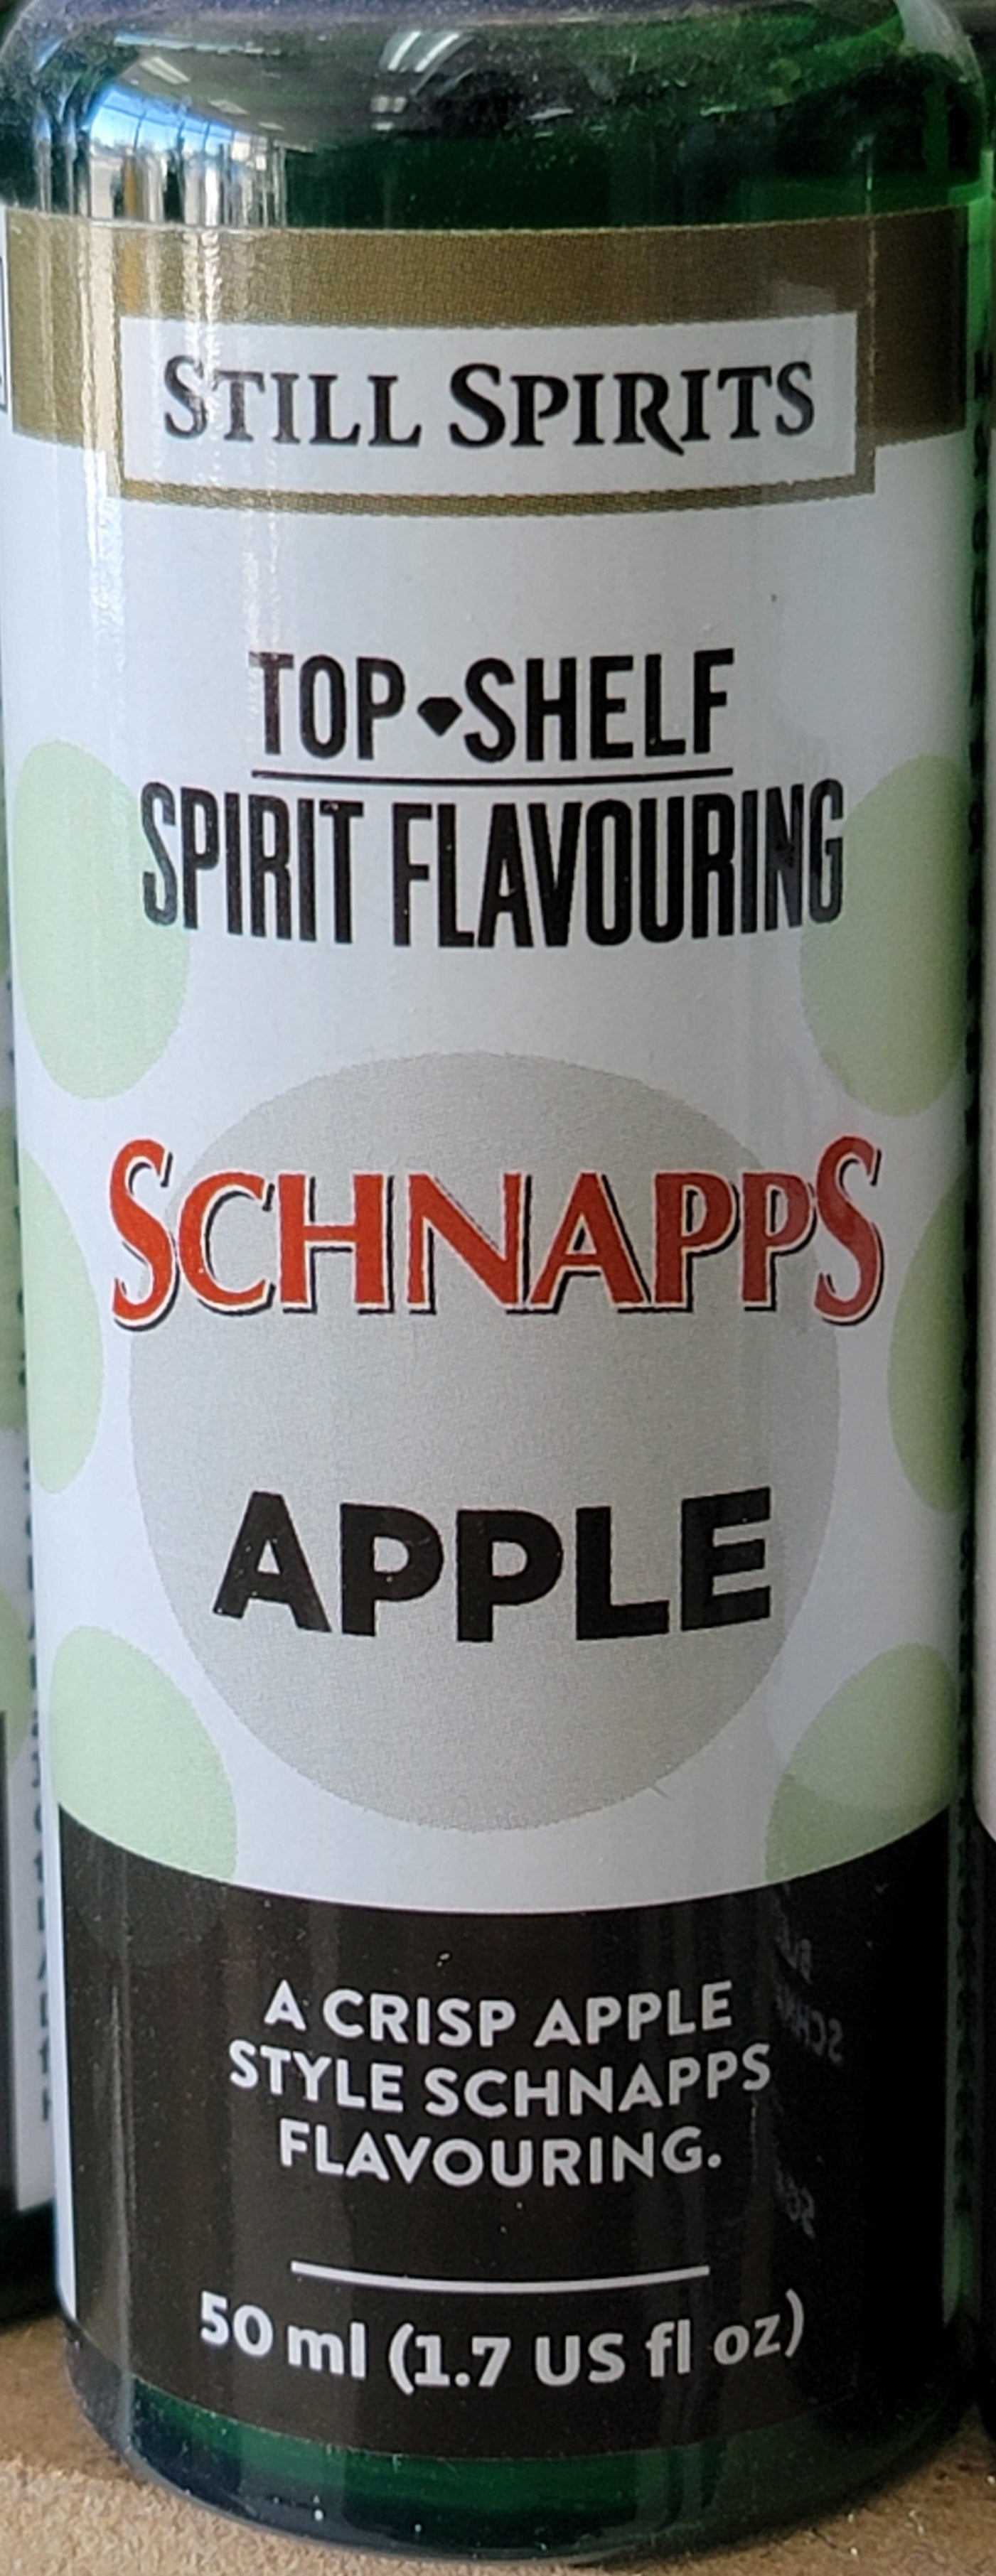 STILL SPIRITS
TOP◆SHELF
SPIRIT FLAVOURING
SCHNAPPS
APPLE
A CRISP APPLE
STYLE SCHNAPPS
FLAVOURING.
50 ml (1.7 US fl oz)